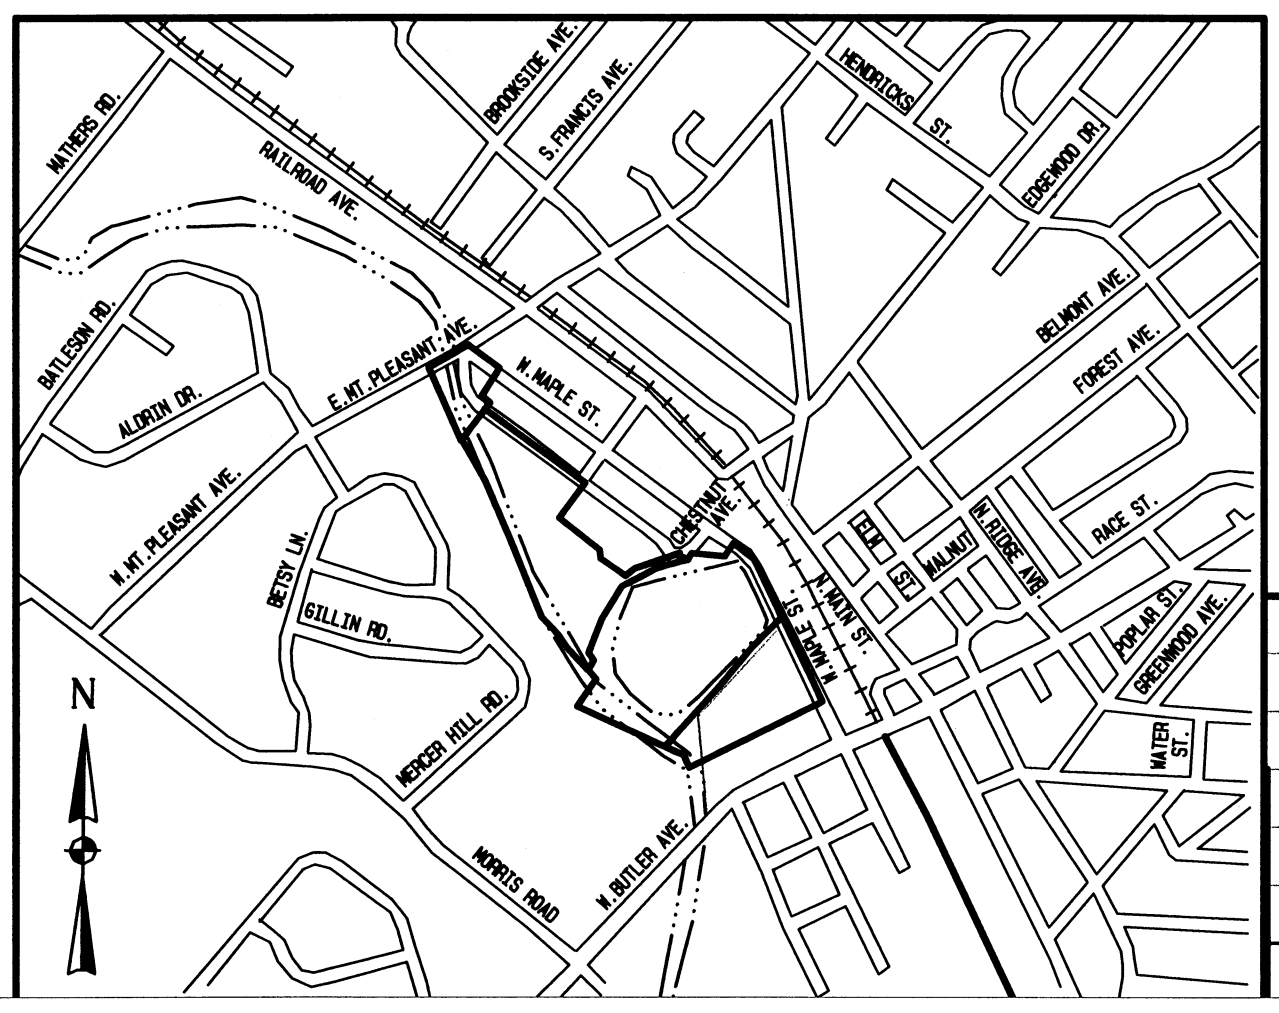 BROOKSIDE AVE.
S. FRANCIS AVE.
HENDRICKS
ST.
MATHERS RD.
RAILROAD AVE.
EDGEWOOD DR.
BATLESON RD.
E.MT.PLEASANT AVE.
BELMONT AVE.
FOREST AVE.
W.MAPLE ST.
ALDRIN DR.
W.MT.PLEASANT AVE.
CHESTNUT
AVE.
ELM
ST.
WALNUT
N.RIDGE AVE.
RACE ST.
BETSY LN.
GILLIN RD.
N.MAIN ST.
W.MAPLE ST.
POPLAR ST.
GREENWOOD AVE.
N
MERCER HILL RD.
WATER
ST.
W.BUTLER AVE.
MORRIS ROAD